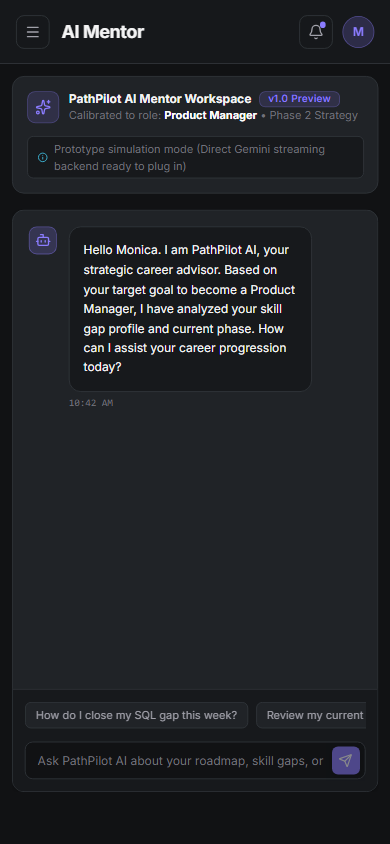 AI Mentor
M
PathPilot AI Mentor Workspace v1.0 Preview
Calibrated to role: Product Manager • Phase 2 Strategy
Prototype simulation mode (Direct Gemini streaming
backend ready to plug in)
Hello Monica. I am PathPilot AI, your
strategic career advisor. Based on
your target goal to become a Product
Manager, I have analyzed your skill
gap profile and current phase. How
can I assist your career progression
today?
10:42 AM
How do I close my SQL gap this week? Review my current
Ask PathPilot AI about your roadmap, skill gaps, or